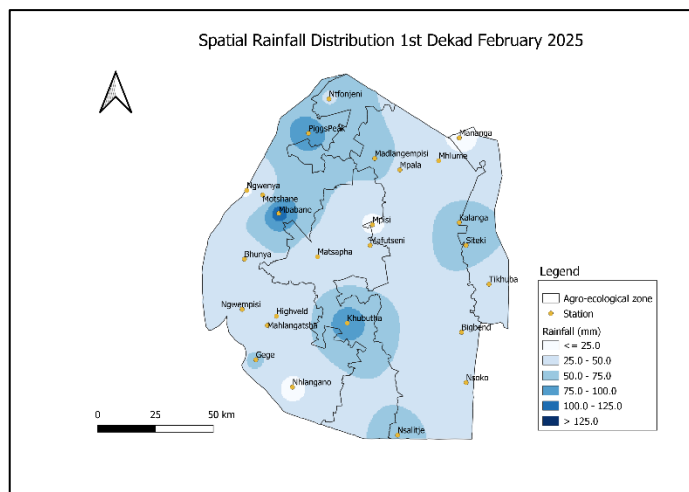 Spatial Rainfall Distribution 1st Dekad February 2025
Ntfonjeni
PiggsPeak
Mananga
Madlangempisi
Mhlume
Mpala
Ngwenya
Motshane
Mbabane
Mpisi
Kalanga
Mafutseni
Siteki
Bhunya
Matsapha
Tikhuba
Ngwempisi
Highveld
Mahlangatsha
Khubutha
Bigbend
Gege
Nhlangano
Nsoko
Nsalitje
0 25 50 km
Legend
Agro-ecological zone
Station
Rainfall (mm)
<= 25.0
25.0 - 50.0
50.0 - 75.0
75.0 - 100.0
100.0 - 125.0
> 125.0